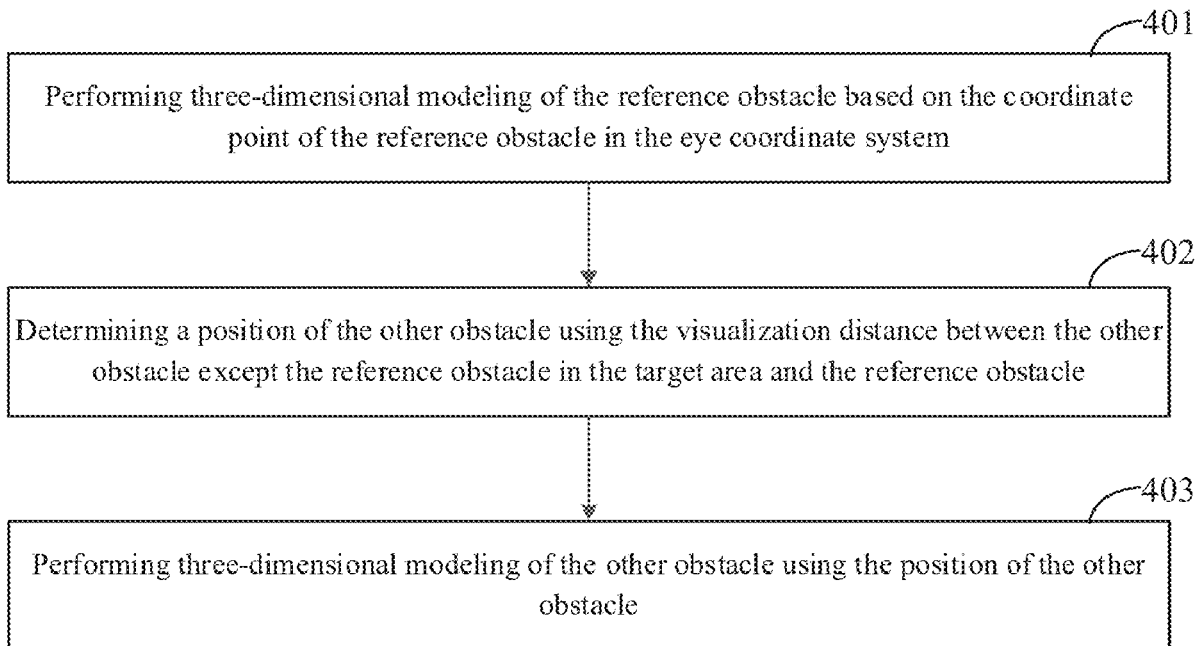 401
Performing three-dimensional modeling of the reference obstacle based on the coordinate
point of the reference obstacle in the eye coordinate system
402
Determining a position of the other obstacle using the visualization distance between the other
obstacle except the reference obstacle in the target area and the reference obstacle
403
Performing three-dimensional modeling of the other obstacle using the position of the other
obstacle